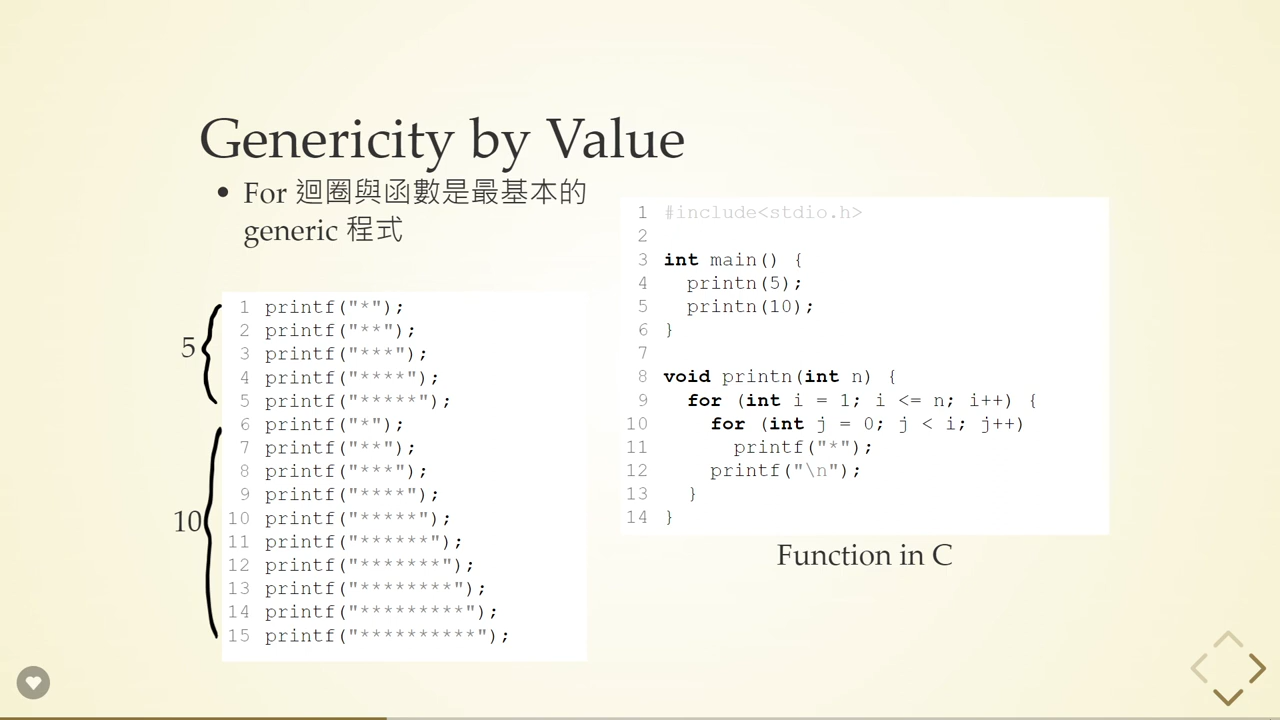 Genericity by Value
• For 迴圈與函數是最基本的
generic 程式
5
10
1 printf("*");
2 printf("**");
3 printf("***");
4 printf("****");
5 printf("*****");
6 printf("*");
7 printf("**");
8 printf("***");
9 printf("****");
10 printf("*****");
11 printf("******");
12 printf("*******");
13 printf("********");
14 printf("*********");
15 printf("**********");
1 #include<stdio.h>
2
3 int main() {
4 printn(5);
5 printn(10);
6 }
7
8 void printn(int n) {
9 for (int i = 1; i <= n; i++) {
10 for (int j = 0; j < i; j++)
11 printf("*");
12 printf("\n");
13 }
14 }
Function in C